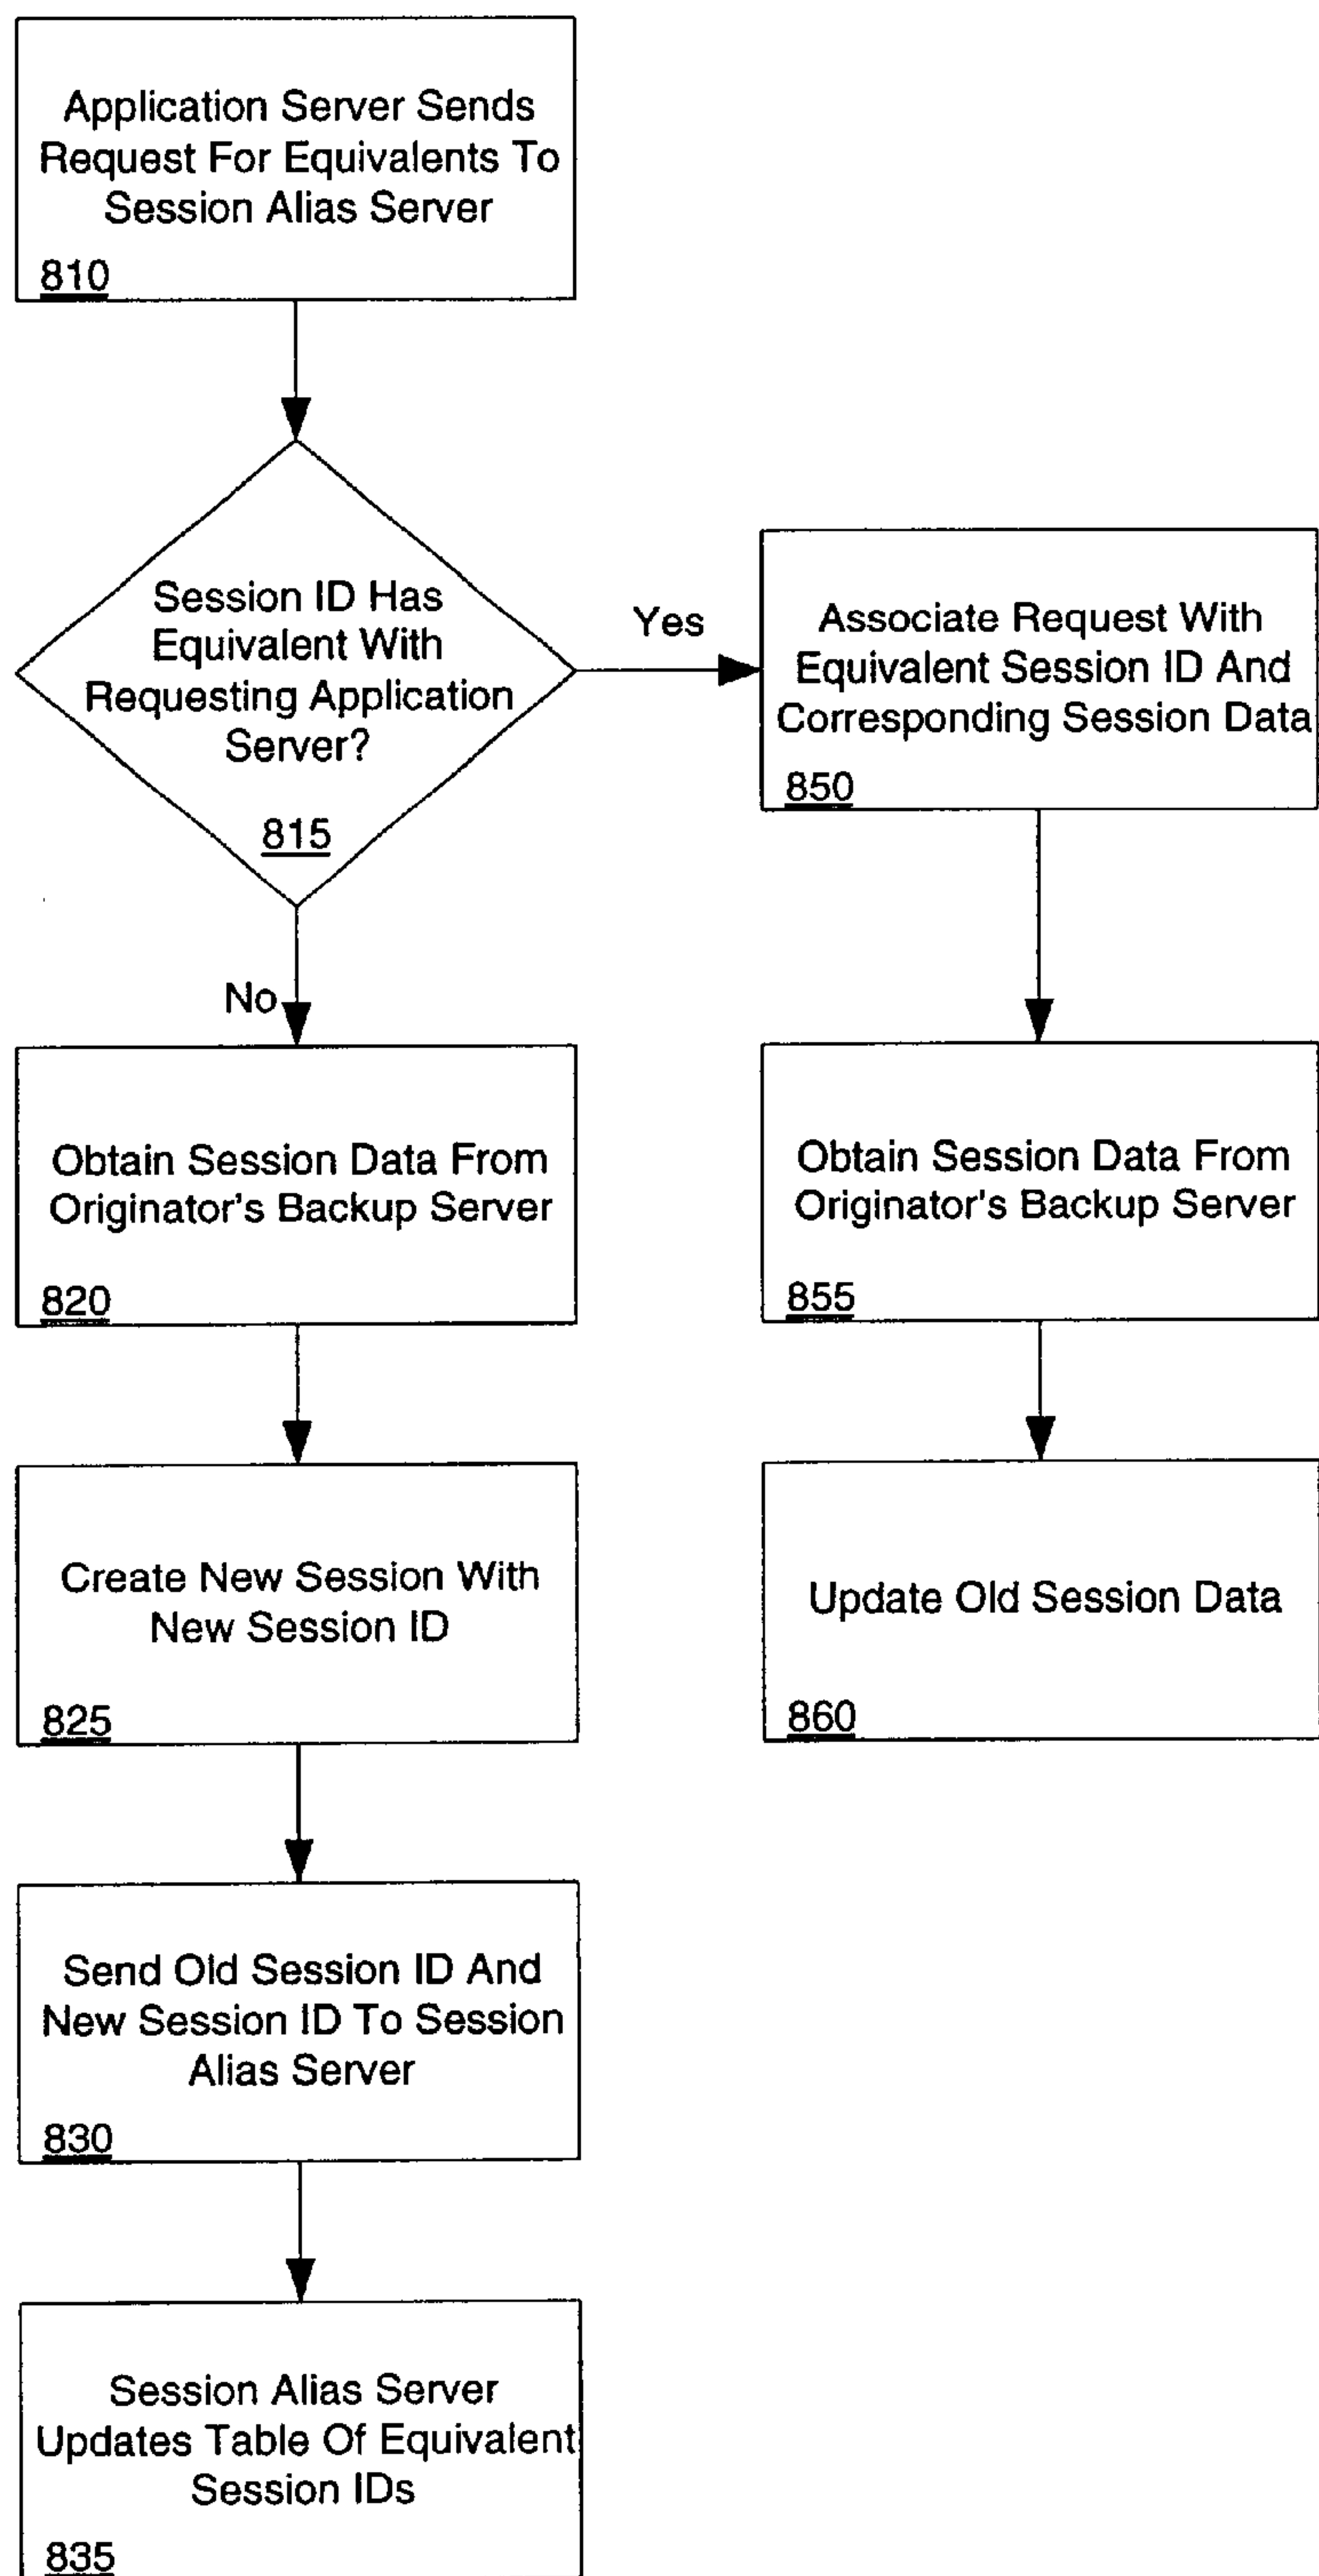 Application Server Sends
Request For Equivalents To
Session Alias Server
810
Session ID Has
Equivalent With
Requesting Application
Server?
815
Yes
Associate Request With
Equivalent Session ID And
Corresponding Session Data
850
No
Obtain Session Data From
Originator's Backup Server
820
Obtain Session Data From
Originator's Backup Server
855
Create New Session With
New Session ID
825
Update Old Session Data
860
Send Old Session ID And
New Session ID To Session
Alias Server
830
Session Alias Server
Updates Table Of Equivalent
Session IDs
835